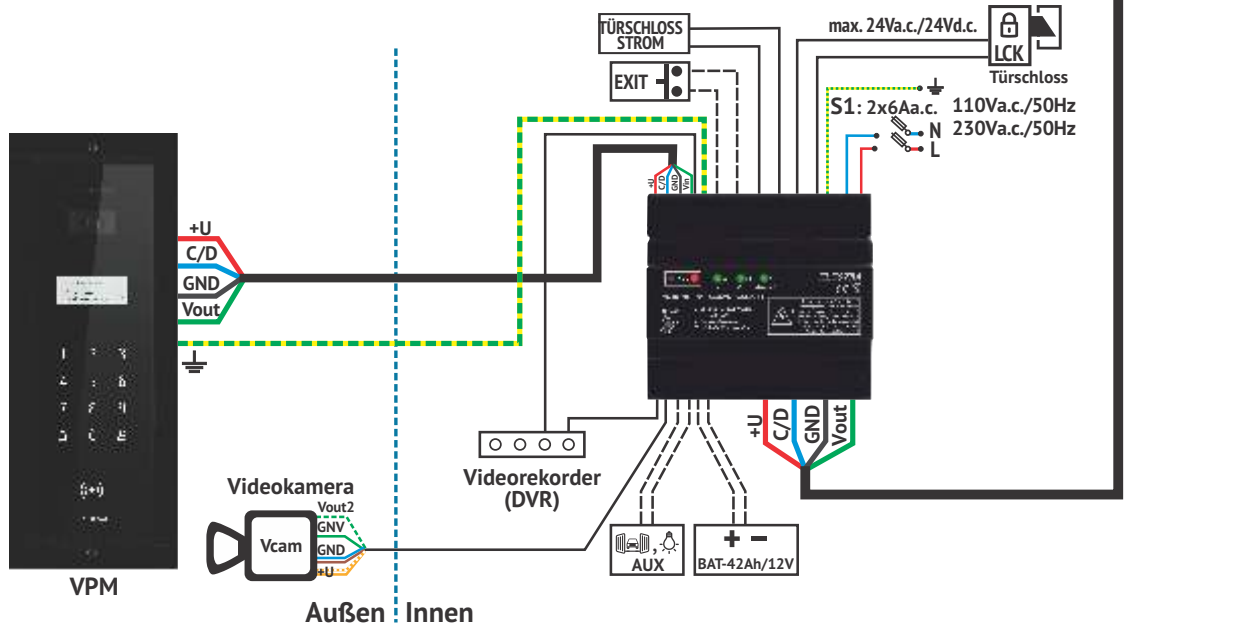 TÜRSCHLOSS
STROM
max. 24Va.c./24Vd.c.
LCK
Türschloss
EXIT
S1: 2x6Aa.c.
110Va.c./50Hz
N 230Va.c./50Hz
L
+U
C/D
GND
Vin
+U
C/D
GND
Vout
+U
C/D
GND
Vout
Videorekorder
(DVR)
Videokamera
Vout2
GNV
GND
+U
Vcam
, 
AUX
+ −
BAT-42Ah/12V
VPM
Außen
Innen